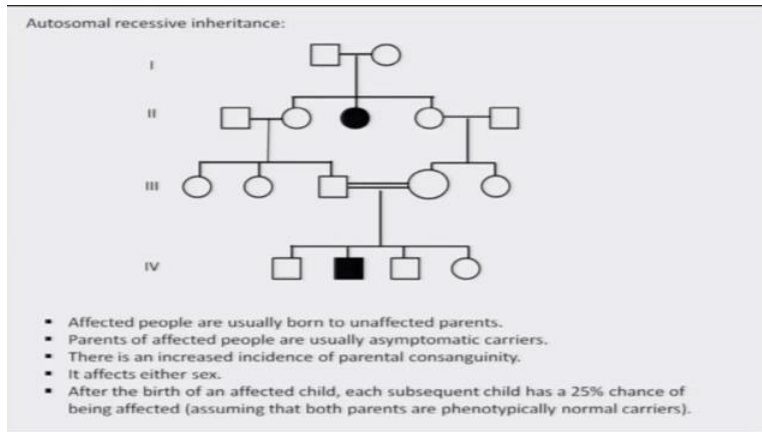 Autosomal recessive inheritance:
I
II
III
IV
▪ Affected people are usually born to unaffected parents.
▪ Parents of affected people are usually asymptomatic carriers.
▪ There is an increased incidence of parental consanguinity.
▪ It affects either sex.
▪ After the birth of an affected child, each subsequent child has a 25% chance of
being affected (assuming that both parents are phenotypically normal carriers).